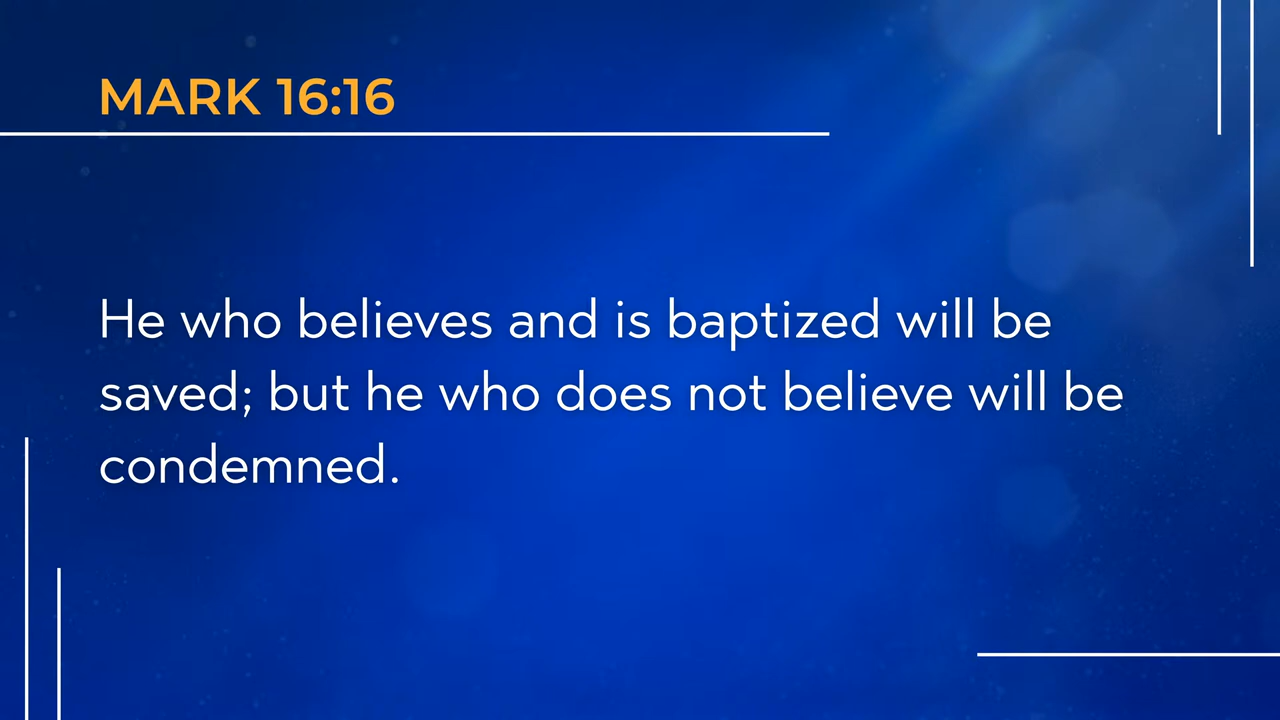 MARK 16:16
He who believes and is baptized will be
saved; but he who does not believe will be
condemned.